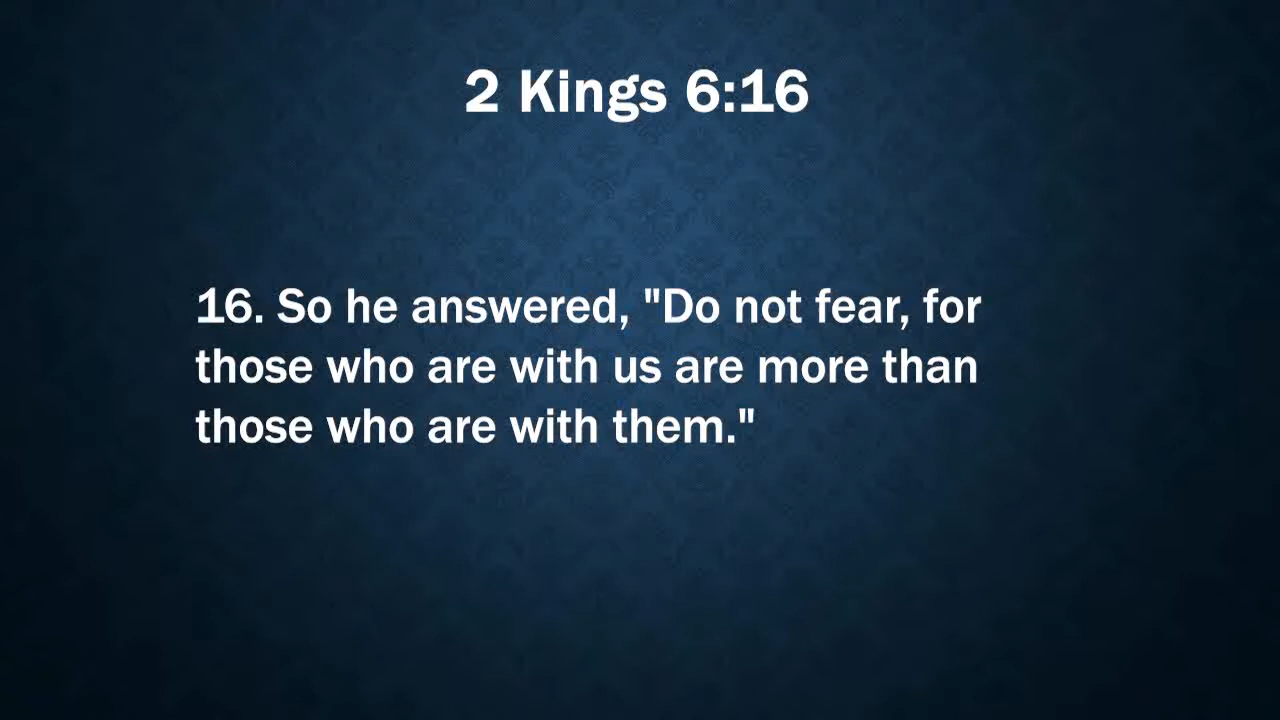 2 Kings 6:16
16. So he answered, "Do not fear, for
those who are with us are more than
those who are with them."